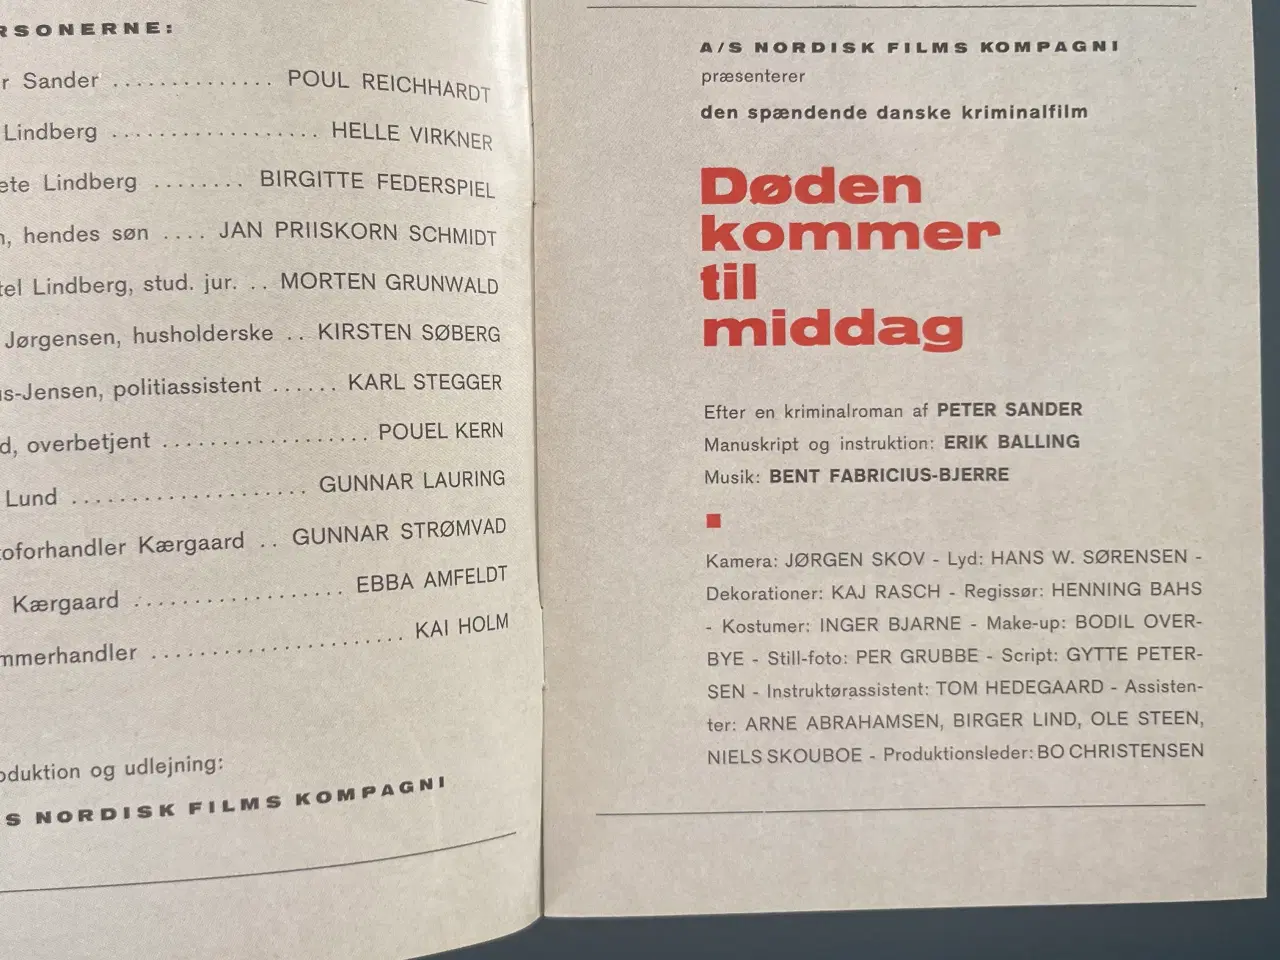 RSONERNE:
r Sander .............. POUL REICHHARDT
Lindberg .................. HELLE VIRKNER
ete Lindberg ........ BIRGITTE FEDERSPIEL
n, hendes søn .... JAN PRIISKORN SCHMIDT
tel Lindberg, stud. jur. .. MORTEN GRUNWALD
Jørgensen, husholderske .. KIRSTEN SØBERG
us-Jensen, politiassistent ...... KARL STEGGER
d, overbetjent .................. POUEL KERN
Lund .................... GUNNAR LAURING
toforhandler Kærgaard .. GUNNAR STRØMVAD
Kærgaard .................. EBBA AMFELDT
mmerhandler ...................... KAI HOLM
oduktion og udlejning:
S NORDISK FILMS KOMPAGNI
A/S NORDISK FILMS KOMPAGNI
præsenterer
den spændende danske kriminalfilm
Døden
kommer
til
middag
Efter en kriminalroman af PETER SANDER
Manuskript og instruktion: ERIK BALLING
Musik: BENT FABRICIUS-BJERRE
Kamera: JØRGEN SKOV - Lyd: HANS W. SØRENSEN -
Dekorationer: KAJ RASCH - Regissør: HENNING BAHS
- Kostumer: INGER BJARNE - Make-up: BODIL OVER-
BYE - Still-foto: PER GRUBBE - Script: GYTTE PETER-
SEN - Instruktørassistent: TOM HEDEGAARD - Assisten-
ter: ARNE ABRAHAMSEN, BIRGER LIND, OLE STEEN,
NIELS SKOUBOE - Produktionsleder: BO CHRISTENSEN